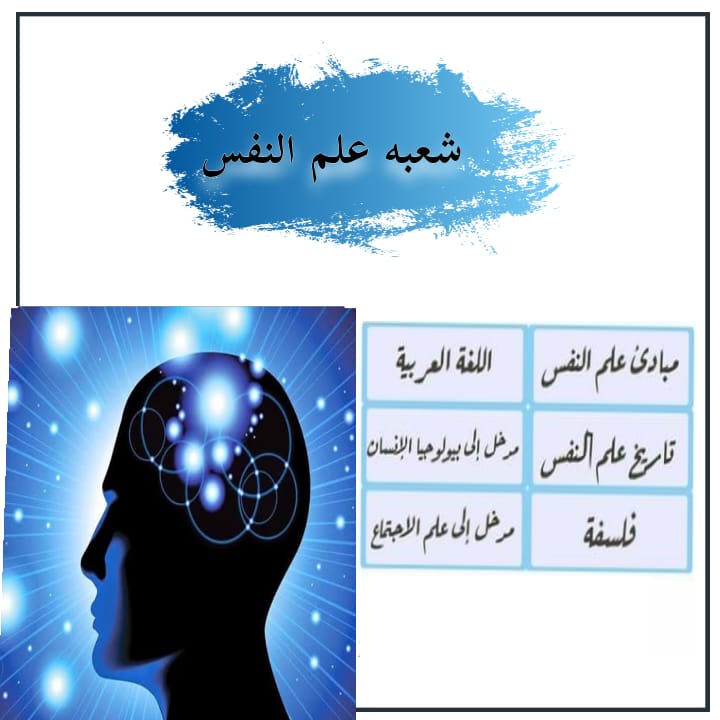 شعبه علم النفس
مبادئ علم النفس
اللغة العربية
تاريخ علم النفس
مدخل إلى بيولوجيا الإنسان
فلسفة
مدخل إلى علم الاجتماع